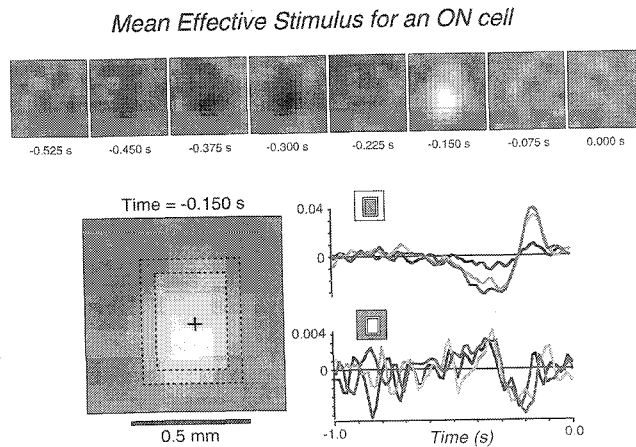 Mean Effective Stimulus for an ON cell
-0.525 s -0.450 s -0.375 s -0.300 s -0.225 s -0.150 s -0.075 s 0.000 s
Time = -0.150 s
0.04
0
0.004
0
-1.0 Time (s) 0.0
0.5 mm